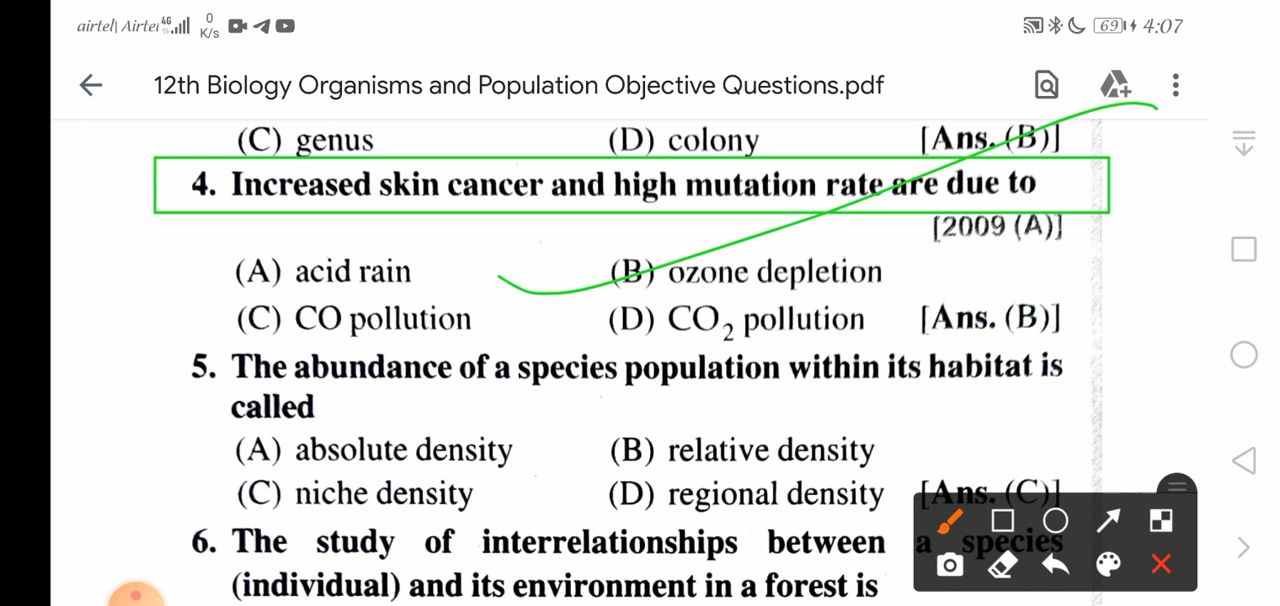 airtel| Airtel 4G 0 K/s 69 4:07
12th Biology Organisms and Population Objective Questions.pdf
(C) genus (D) colony [Ans. (B)]
4. Increased skin cancer and high mutation rate are due to
[2009 (A)]
(A) acid rain (B) ozone depletion
(C) CO pollution (D) CO₂ pollution [Ans. (B)]
5. The abundance of a species population within its habitat is
called
(A) absolute density (B) relative density
(C) niche density (D) regional density [Ans. (C)]
6. The study of interrelationships between a species
(individual) and its environment in a forest is